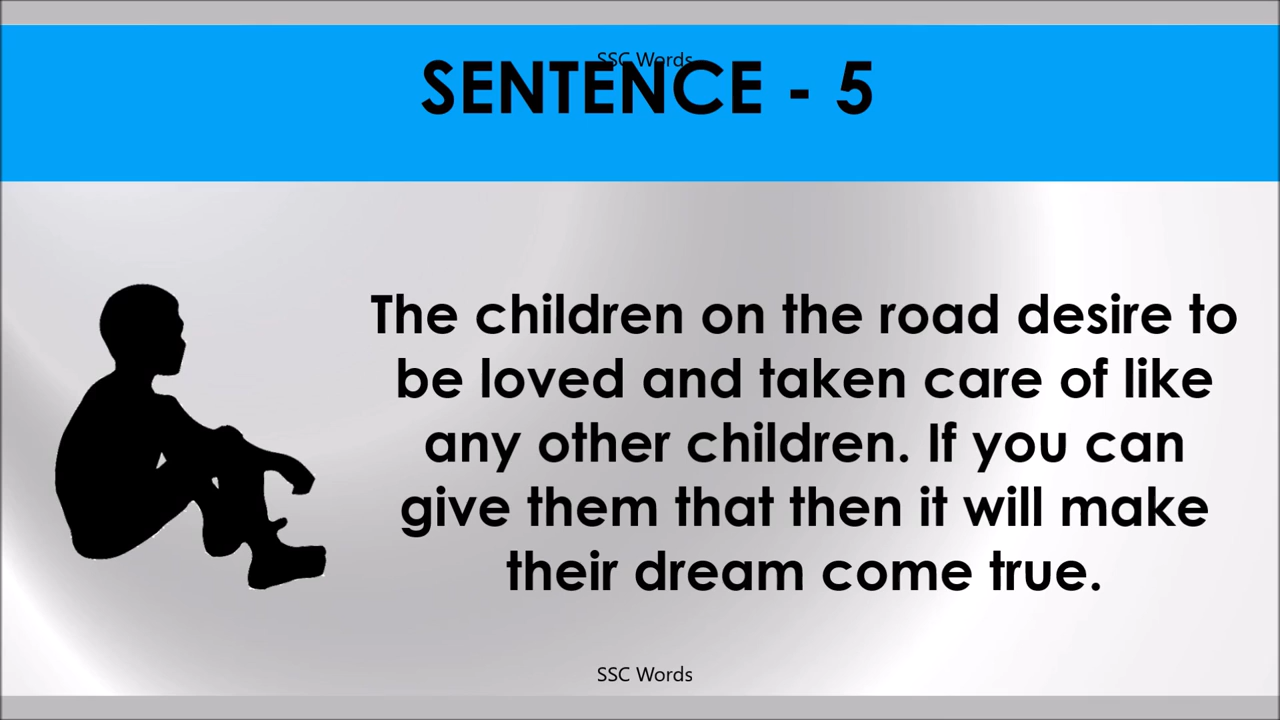 SSC Words
SENTENCE - 5
The children on the road desire to
be loved and taken care of like
any other children. If you can
give them that then it will make
their dream come true.
SSC Words